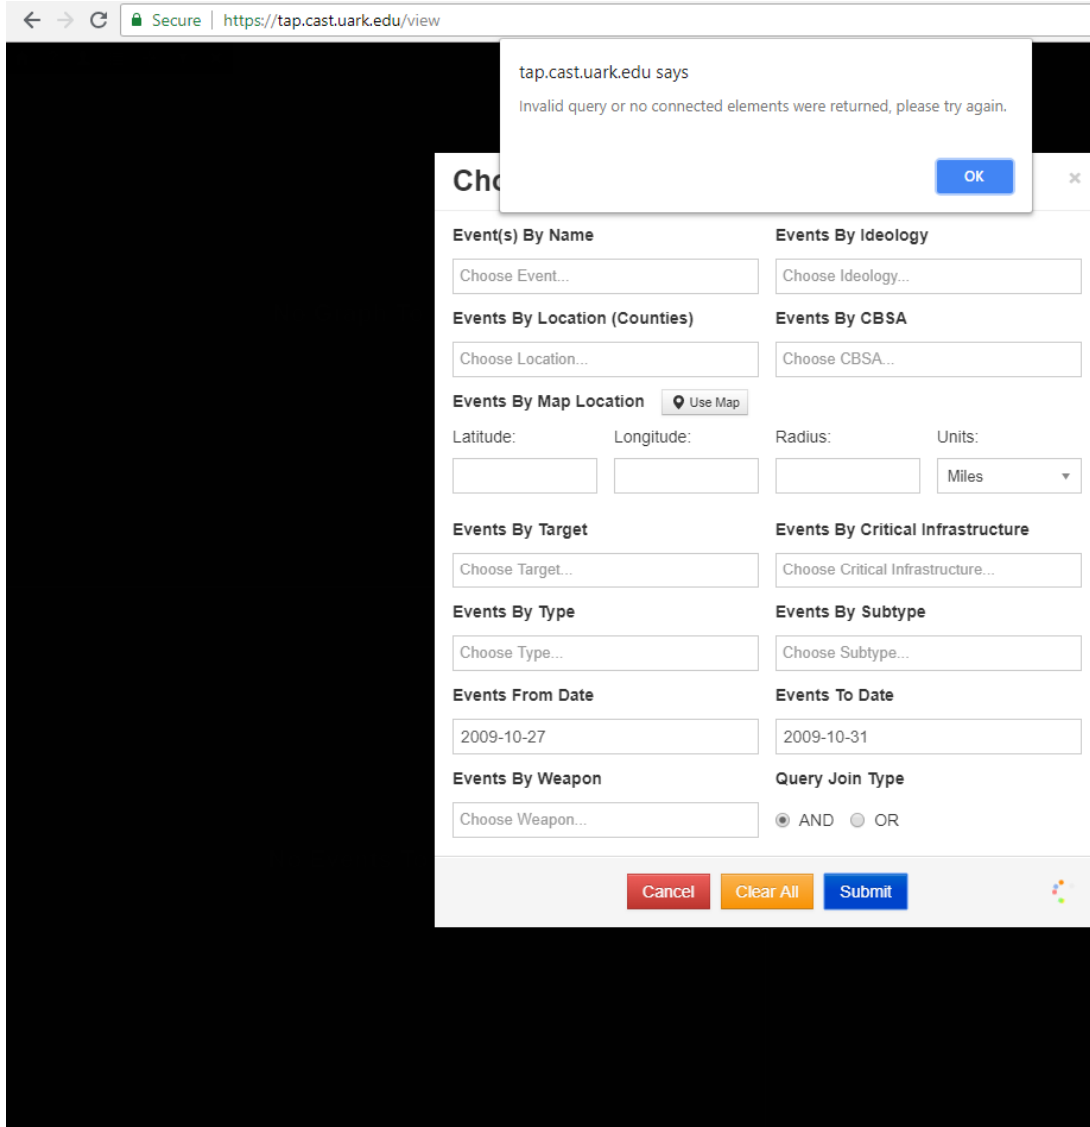 Secure | https://tap.cast.uark.edu/view
tap.cast.uark.edu says
Invalid query or no connected elements were returned, please try again.
OK
Cho
×
Event(s) By Name Events By Ideology
Choose Event... Choose Ideology...
Events By Location (Counties) Events By CBSA
Choose Location... Choose CBSA...
Events By Map Location Use Map
Latitude: Longitude: Radius: Units:
Miles
Events By Target Events By Critical Infrastructure
Choose Target... Choose Critical Infrastructure...
Events By Type Events By Subtype
Choose Type... Choose Subtype...
Events From Date Events To Date
2009-10-27 2009-10-31
Events By Weapon Query Join Type
Choose Weapon... AND OR
Cancel Clear All Submit